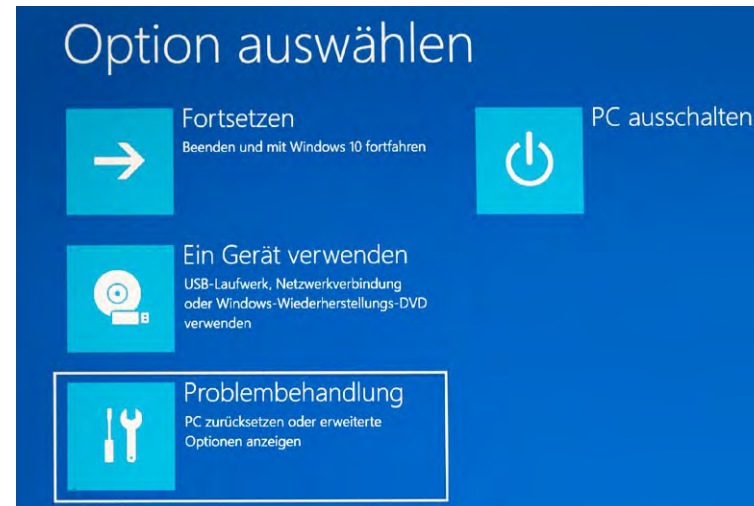 Option auswählen
Fortsetzen
Beenden und mit Windows 10 fortfahren
PC ausschalten
Ein Gerät verwenden
USB-Laufwerk, Netzwerkverbindung
oder Windows-Wiederherstellungs-DVD
verwenden
Problembehandlung
PC zurücksetzen oder erweiterte
Optionen anzeigen